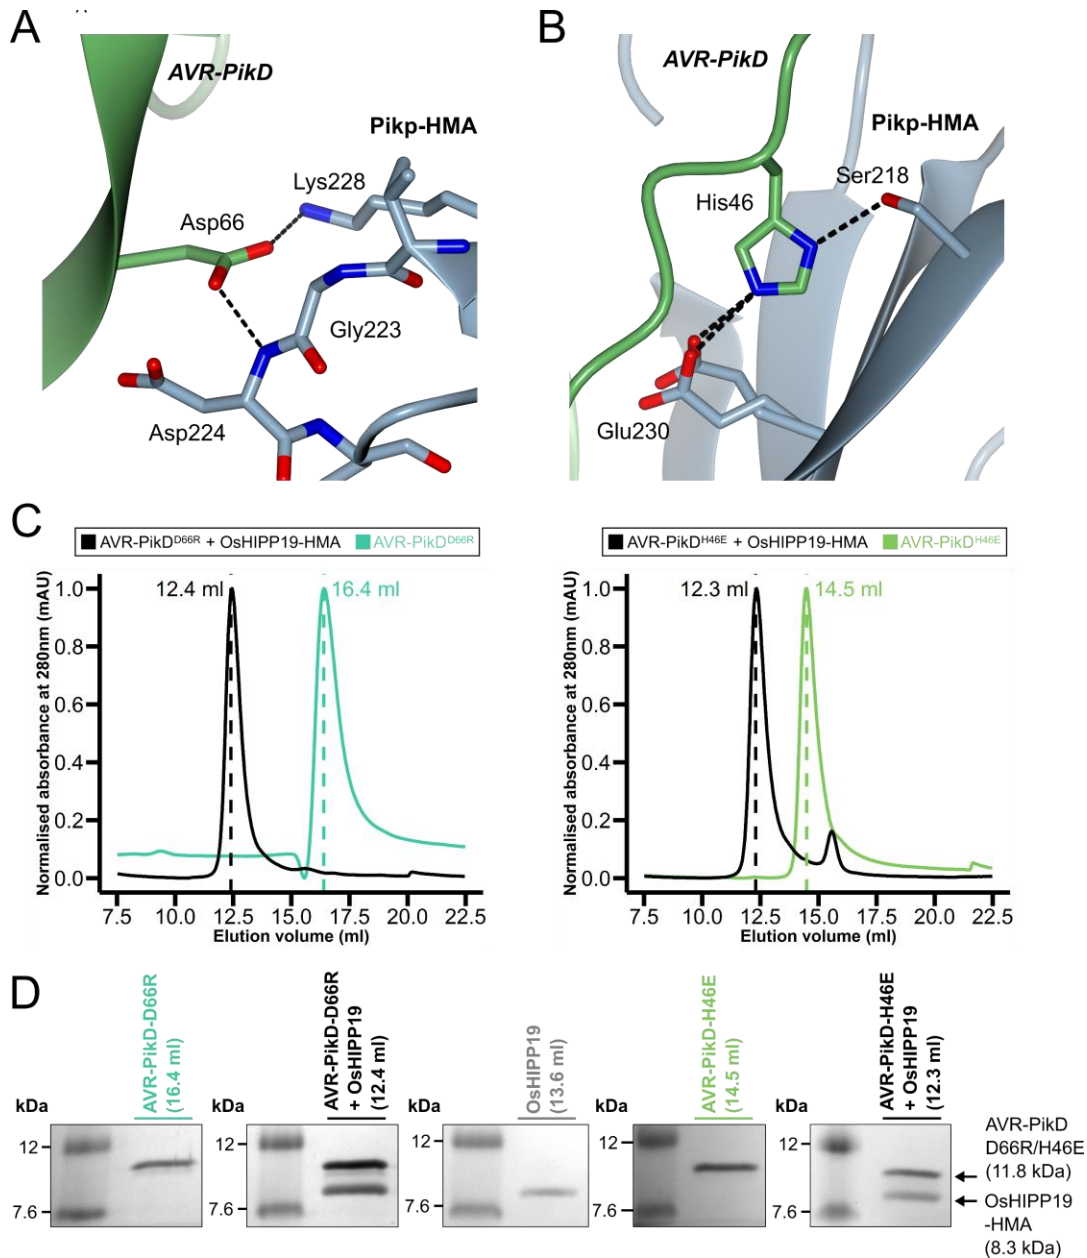 A
B
AVR-PikD
Pikp-HMA
Lys228
Asp66
Gly223
Asp224
AVR-PikD
Pikp-HMA
Ser218
His46
Glu230
C
AVR-PikD^D66R + OsHIPP19-HMA AVR-PikD^D66R
12.4 ml
16.4 ml
Normalised absorbance at 280nm (mAU)
1.0
0.8
0.6
0.4
0.2
0.0
7.5 10.0 12.5 15.0 17.5 20.0 22.5
Elution volume (ml)
AVR-PikD^H46E + OsHIPP19-HMA AVR-PikD^H46E
12.3 ml
14.5 ml
Normalised absorbance at 280nm (mAU)
1.0
0.8
0.6
0.4
0.2
0.0
7.5 10.0 12.5 15.0 17.5 20.0 22.5
Elution volume (ml)
D
AVR-PikD-D66R
(16.4 ml)
kDa
12
7.6
AVR-PikD-D66R
+ OsHIPP19
(12.4 ml)
kDa
12
7.6
OsHIPP19
(13.6 ml)
kDa
12
7.6
AVR-PikD-H46E
(14.5 ml)
kDa
12
7.6
AVR-PikD-H46E
+ OsHIPP19
(12.3 ml)
kDa
12
7.6
AVR-PikD
D66R/H46E
(11.8 kDa)
OsHIPP19
-HMA
(8.3 kDa)